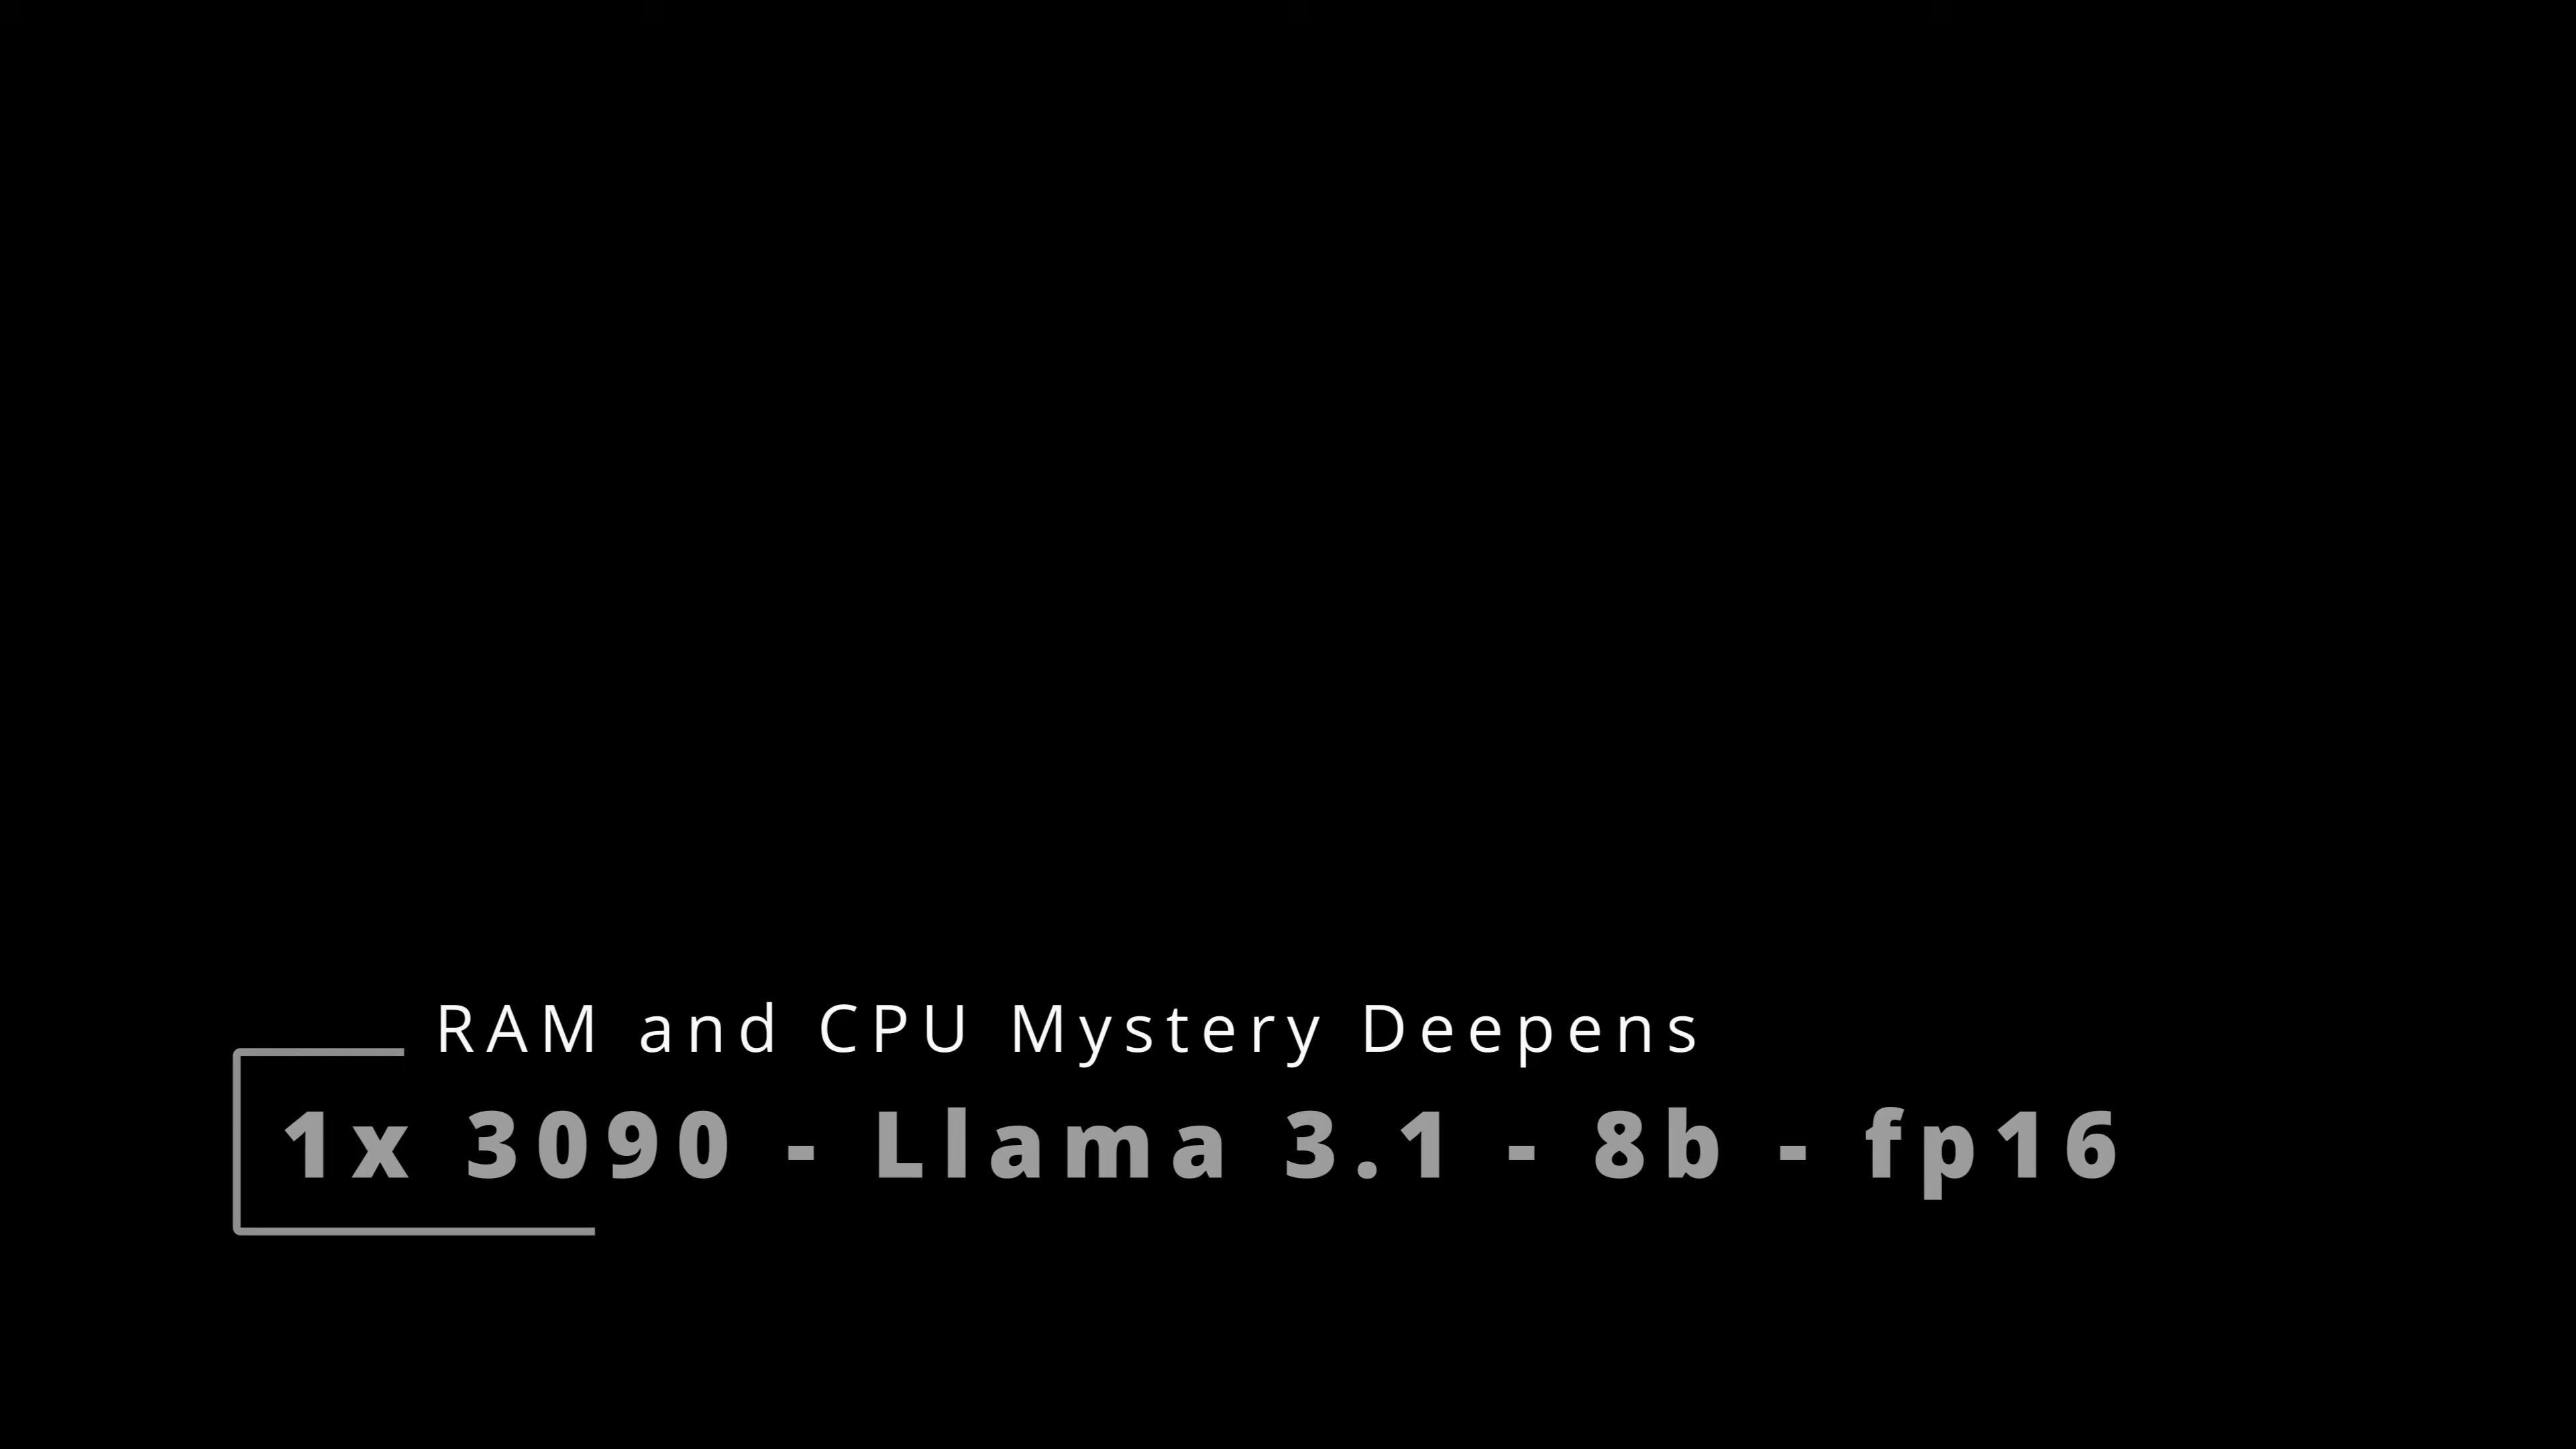 RAM and CPU Mystery Deepens
1x 3090 - Llama 3.1 - 8b - fp16